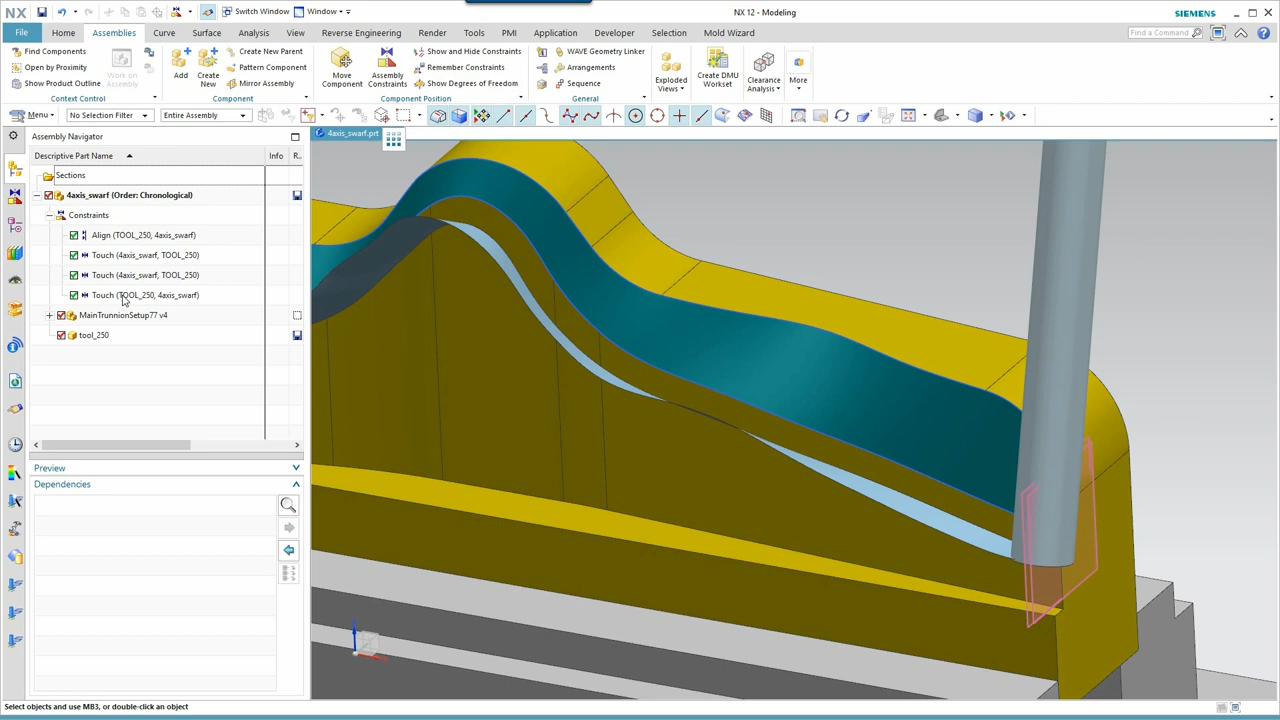 NX
Switch Window
Window
NX 12 - Modeling
SIEMENS
File
Home
Assemblies
Curve
Surface
Analysis
View
Render
Reverse Engineering
Tools
PMI
Application
Developer
Selection
Mold Wizard
Find a Command
Find Components
Open by Proximity
Show Product Outline
Work on
Assembly
Context Control
Add
Create
New
Create New Parent
Pattern Component
Mirror Assembly
Component
Move
Component
Assembly
Constraints
Show and Hide Constraints
Remember Constraints
Show Degrees of Freedom
Component Position
WAVE Geometry Linker
Arrangements
Sequence
General
Exploded
Views
Create DMU
Workset
Clearance
Analysis
More
Menu
No Selection Filter
Entire Assembly
Assembly Navigator
4axis_swarf.prt
Descriptive Part Name
Info
R..
Sections
4axis_swarf (Order: Chronological)
Constraints
Align (TOOL_250, 4axis_swarf)
Touch (4axis_swarf, TOOL_250)
Touch (4axis_swarf, TOOL_250)
Touch (TOOL_250, 4axis_swarf)
MainTrunnionSetup77 v4
tool_250
Preview
Dependencies
Select objects and use MB3, or double-click an object